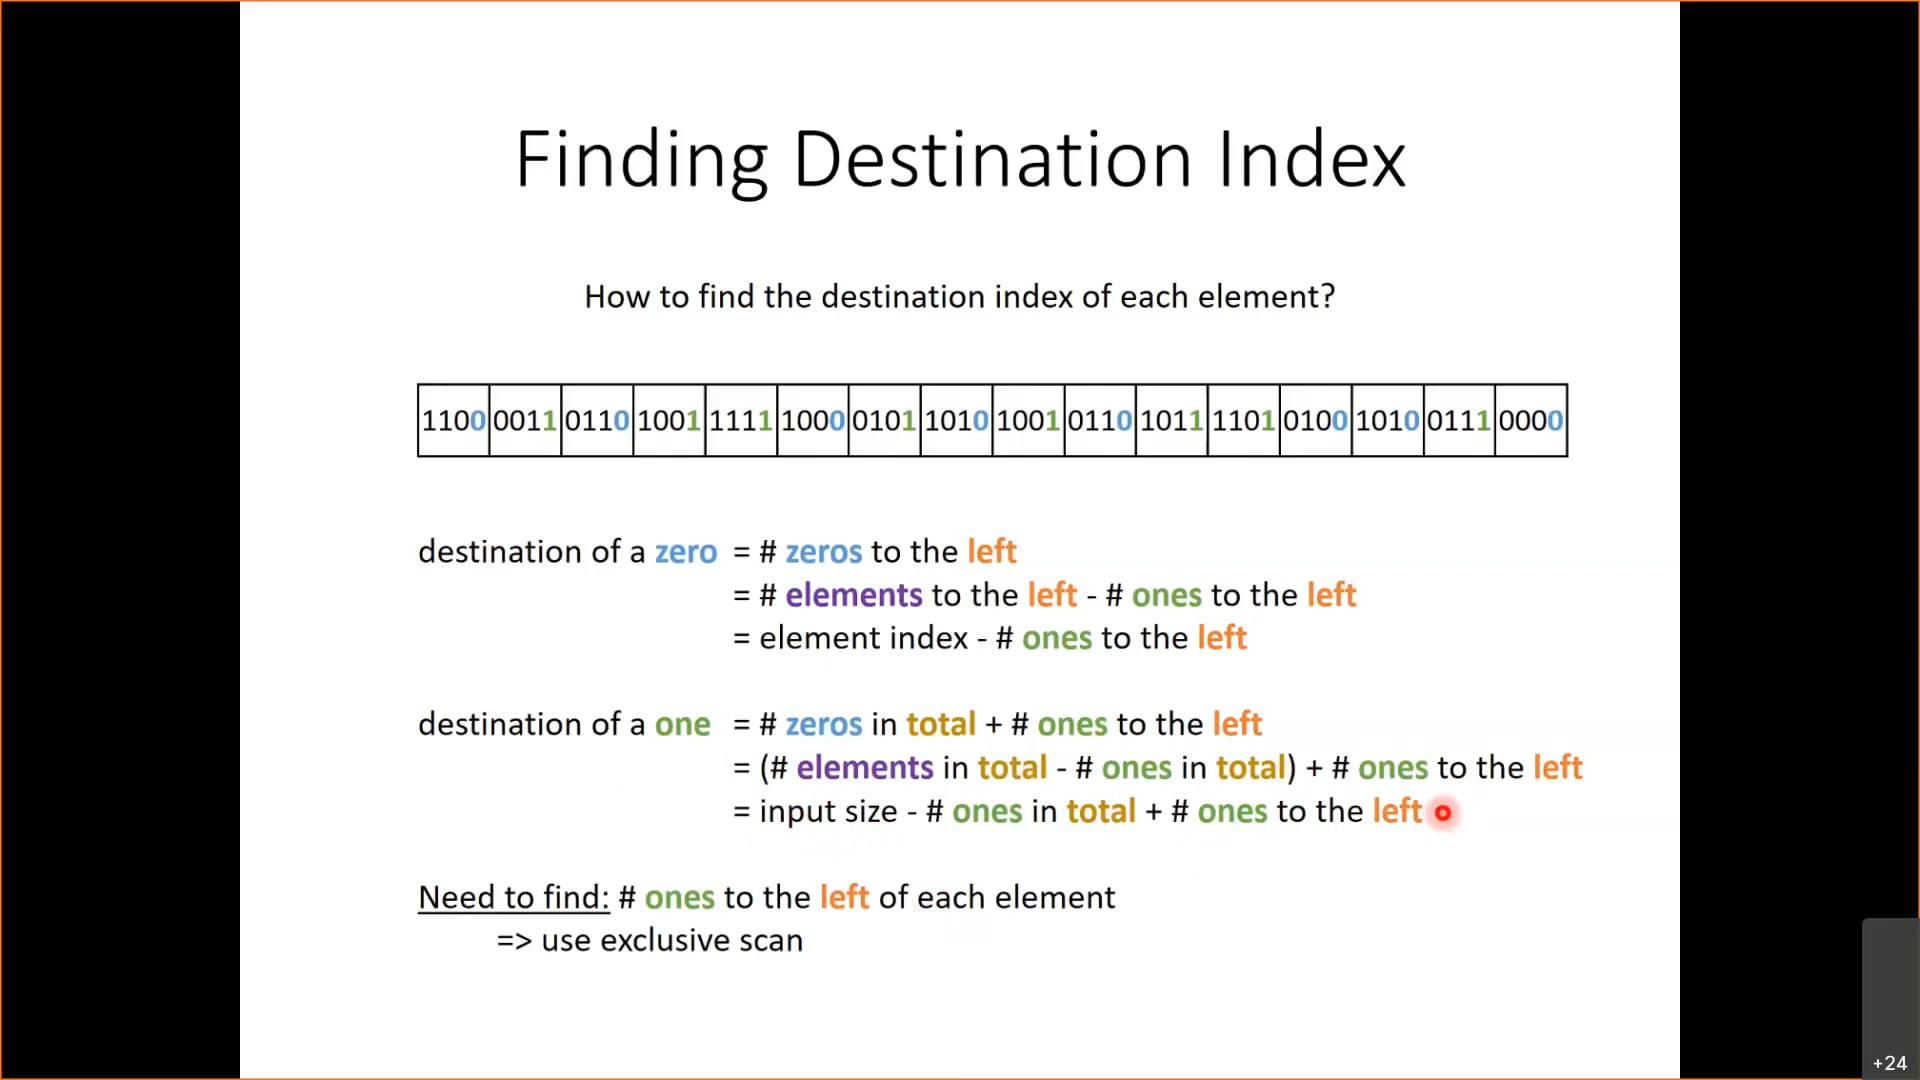 Finding Destination Index
How to find the destination index of each element?
1100 0011 0110 1001 1111 1000 0101 1010 1001 0110 1011 1101 0100 1010 0111 0000
destination of a zero = # zeros to the left
= # elements to the left - # ones to the left
= element index - # ones to the left
destination of a one = # zeros in total + # ones to the left
= (# elements in total - # ones in total) + # ones to the left
= input size - # ones in total + # ones to the left
Need to find: # ones to the left of each element
=> use exclusive scan
+24